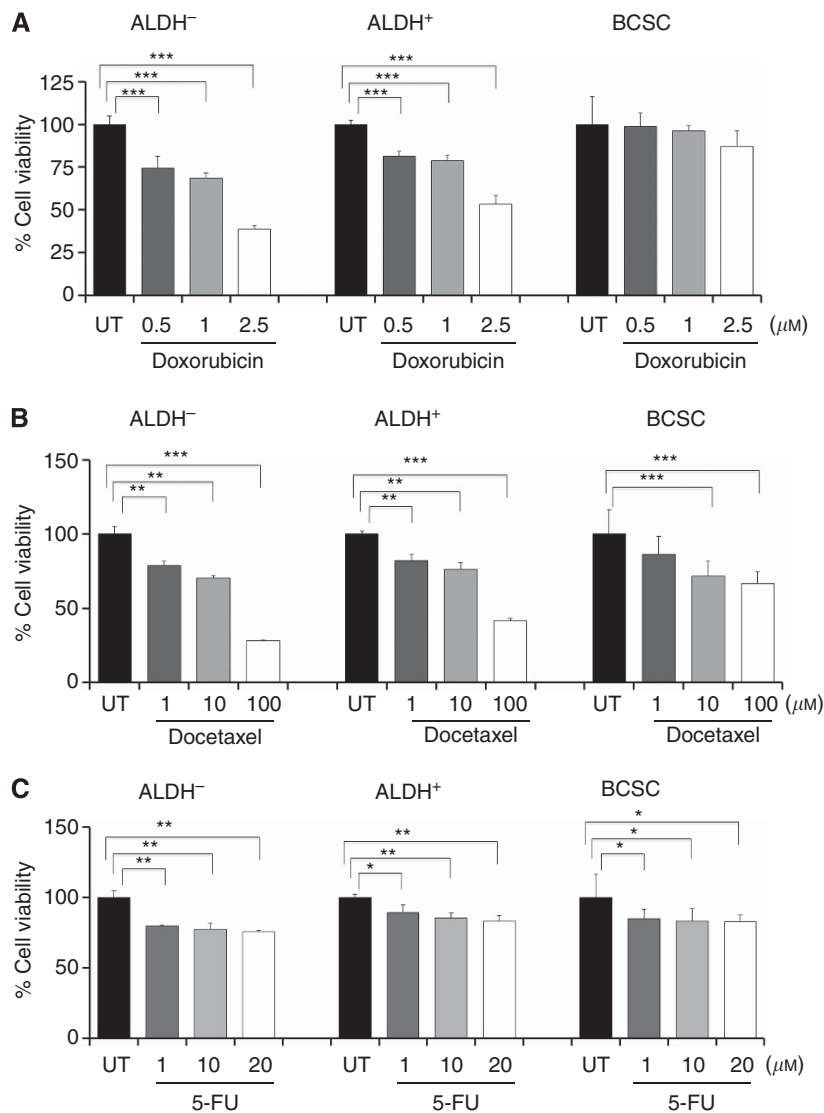 A
ALDH⁻ ALDH⁺ BCSC
*** *** 
*** ***
*** ***
% Cell viability
125
100
75
50
25
0
UT 0.5 1 2.5 UT 0.5 1 2.5 UT 0.5 1 2.5 (μM)
Doxorubicin Doxorubicin Doxorubicin
B
ALDH⁻ ALDH⁺ BCSC
*** *** ***
** ** ***
** **
% Cell viability
150
100
50
0
UT 1 10 100 UT 1 10 100 UT 1 10 100 (μM)
Docetaxel Docetaxel Docetaxel
C
ALDH⁻ ALDH⁺ BCSC
** ** *
** ** *
** * *
% Cell viability
150
100
50
0
UT 1 10 20 UT 1 10 20 UT 1 10 20 (μM)
5-FU 5-FU 5-FU